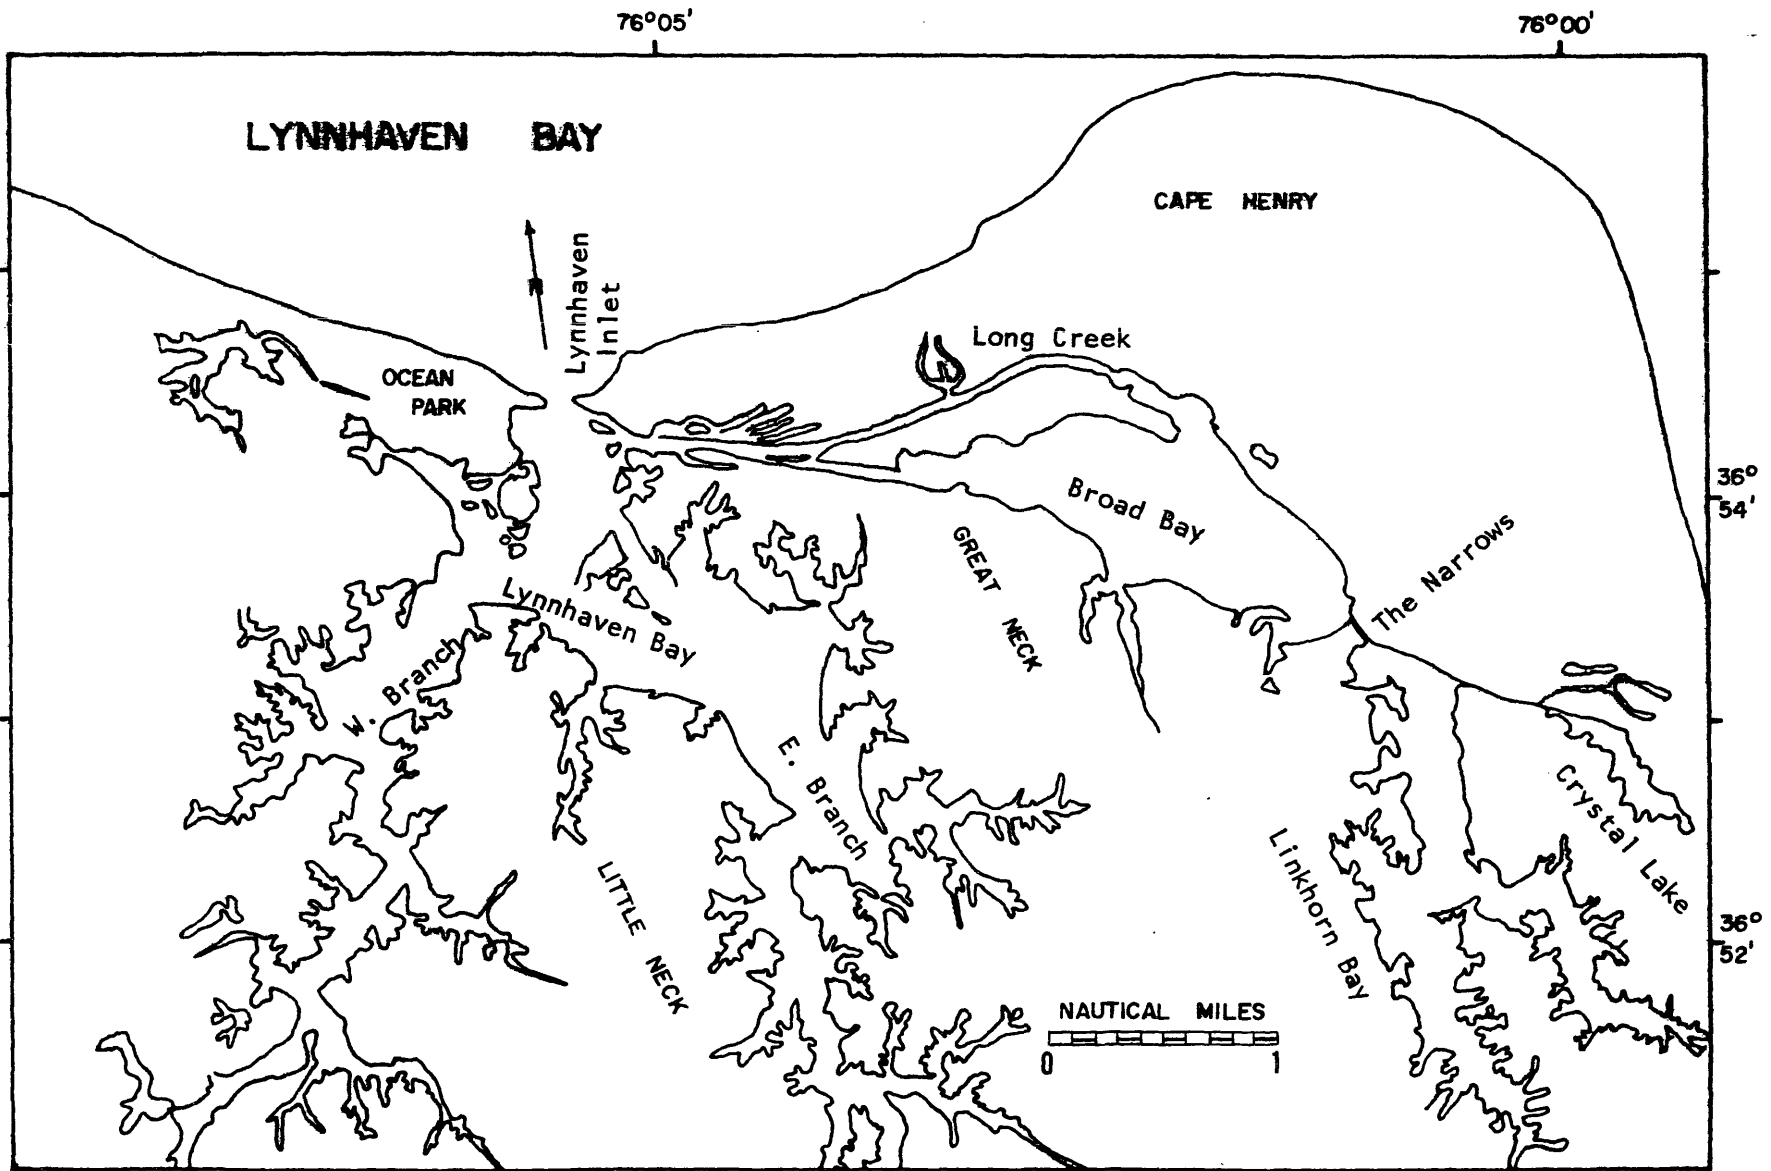 76°05'
76°00'
LYNNHAVEN BAY
CAPE HENRY
N
Lynnhaven
Inlet
Long Creek
OCEAN
PARK
36°
54'
Broad Bay
The Narrows
GREAT NECK
Lynnhaven Bay
W. Branch
E. Branch
Crystal Lake
Linkhorn Bay
LITTLE NECK
36°
52'
NAUTICAL MILES
0 1